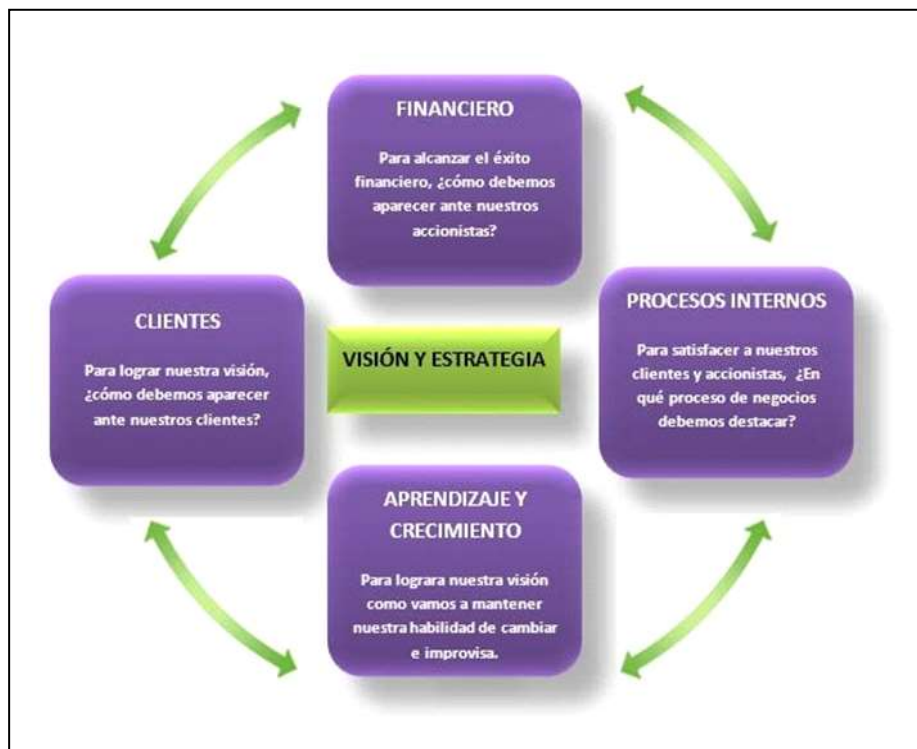 FINANCIERO
Para alcanzar el éxito
financiero, ¿cómo debemos
aparecer ante nuestros
accionistas?
CLIENTES
Para lograr nuestra visión,
¿cómo debemos aparecer
ante nuestros clientes?
VISIÓN Y ESTRATEGIA
PROCESOS INTERNOS
Para satisfacer a nuestros
clientes y accionistas, ¿En
qué proceso de negocios
debemos destacar?
APRENDIZAJE Y
CRECIMIENTO
Para lograra nuestra visión
como vamos a mantener
nuestra habilidad de cambiar
e improvisa.